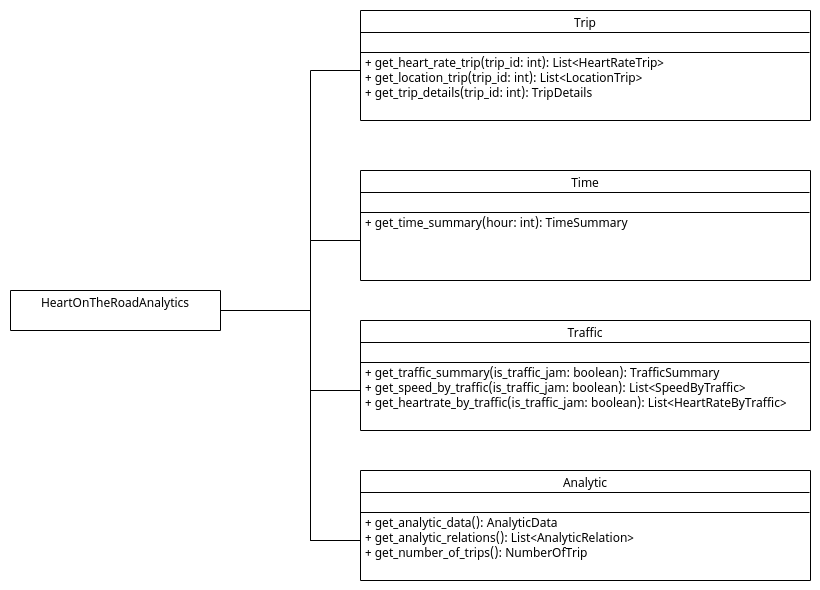 Trip
+ get_heart_rate_trip(trip_id: int): List<HeartRateTrip>
+ get_location_trip(trip_id: int): List<LocationTrip>
+ get_trip_details(trip_id: int): TripDetails
Time
+ get_time_summary(hour: int): TimeSummary
HeartOnTheRoadAnalytics
Traffic
+ get_traffic_summary(is_traffic_jam: boolean): TrafficSummary
+ get_speed_by_traffic(is_traffic_jam: boolean): List<SpeedByTraffic>
+ get_heartrate_by_traffic(is_traffic_jam: boolean): List<HeartRateByTraffic>
Analytic
+ get_analytic_data(): AnalyticData
+ get_analytic_relations(): List<AnalyticRelation>
+ get_number_of_trips(): NumberOfTrip